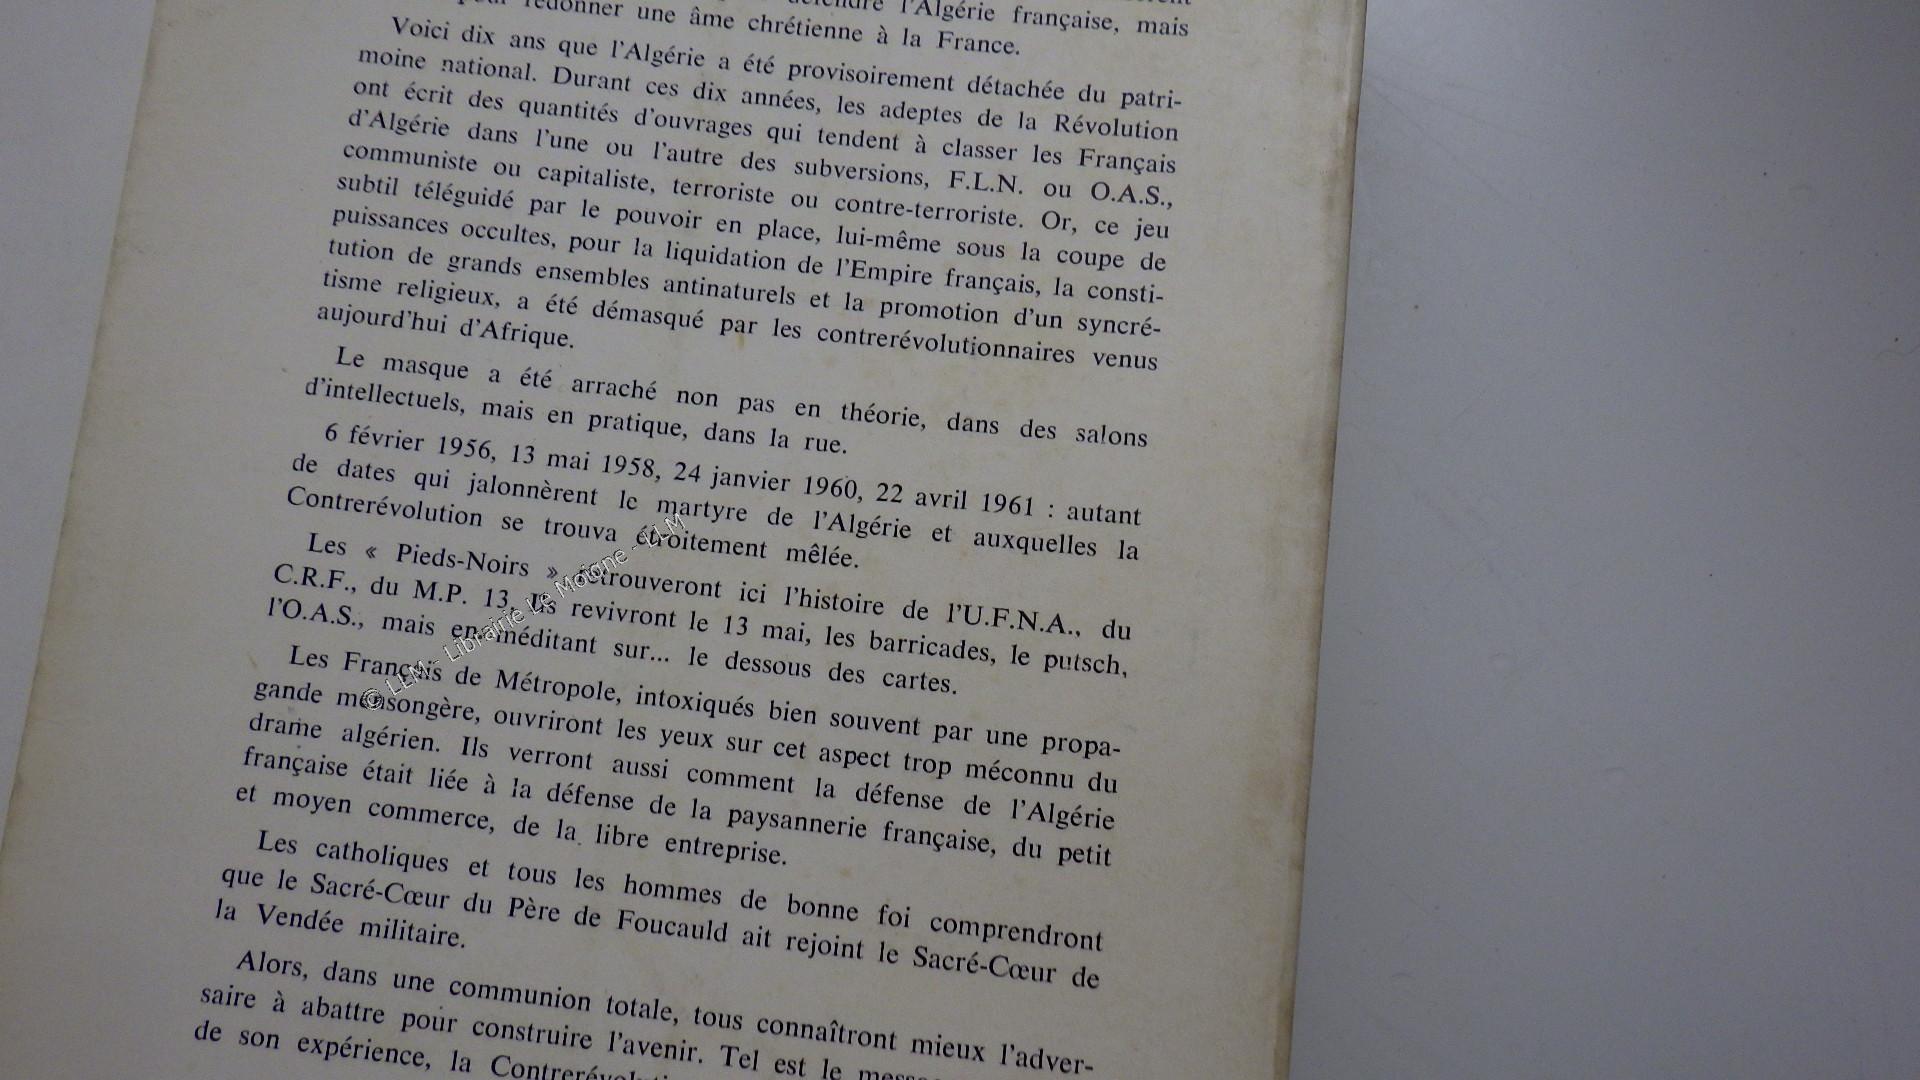 défendre l'Algérie française, mais
pour redonner une âme chrétienne à la France.
Voici dix ans que l'Algérie a été provisoirement détachée du patri-
moine national. Durant ces dix années, les adeptes de la Révolution
ont écrit des quantités d'ouvrages qui tendent à classer les Français
d'Algérie dans l'une ou l'autre des subversions, F.L.N. ou O.A.S.,
communiste ou capitaliste, terroriste ou contre-terroriste. Or, ce jeu
subtil téléguidé par le pouvoir en place, lui-même sous la coupe de
puissances occultes, pour la liquidation de l'Empire français, la consti-
tution de grands ensembles antinaturels et la promotion d'un syncré-
tisme religieux, a été démasqué par les contrerévolutionnaires venus
aujourd'hui d'Afrique.
Le masque a été arraché non pas en théorie, dans des salons
d'intellectuels, mais en pratique, dans la rue.
6 février 1956, 13 mai 1958, 24 janvier 1960, 22 avril 1961 : autant
de dates qui jalonnèrent le martyre de l'Algérie et auxquelles la
Contrerévolution se trouva étroitement mêlée.
Les « Pieds-Noirs » retrouveront ici l'histoire de l'U.F.N.A., du
C.R.F., du M.P. 13. Ils revivront le 13 mai, les barricades, le putsch,
l'O.A.S., mais en méditant sur... le dessous des cartes.
Les Français de Métropole, intoxiqués bien souvent par une propa-
gande mensongère, ouvriront les yeux sur cet aspect trop méconnu du
drame algérien. Ils verront aussi comment la défense de l'Algérie
française était liée à la défense de la paysannerie française, du petit
et moyen commerce, de la libre entreprise.
Les catholiques et tous les hommes de bonne foi comprendront
que le Sacré-Cœur du Père de Foucauld ait rejoint le Sacré-Cœur de
la Vendée militaire.
Alors, dans une communion totale, tous connaîtront mieux l'adver-
saire à abattre pour construire l'avenir. Tel est le
de son expérience, la
© LLM - Librairie Le Moigne - LLM